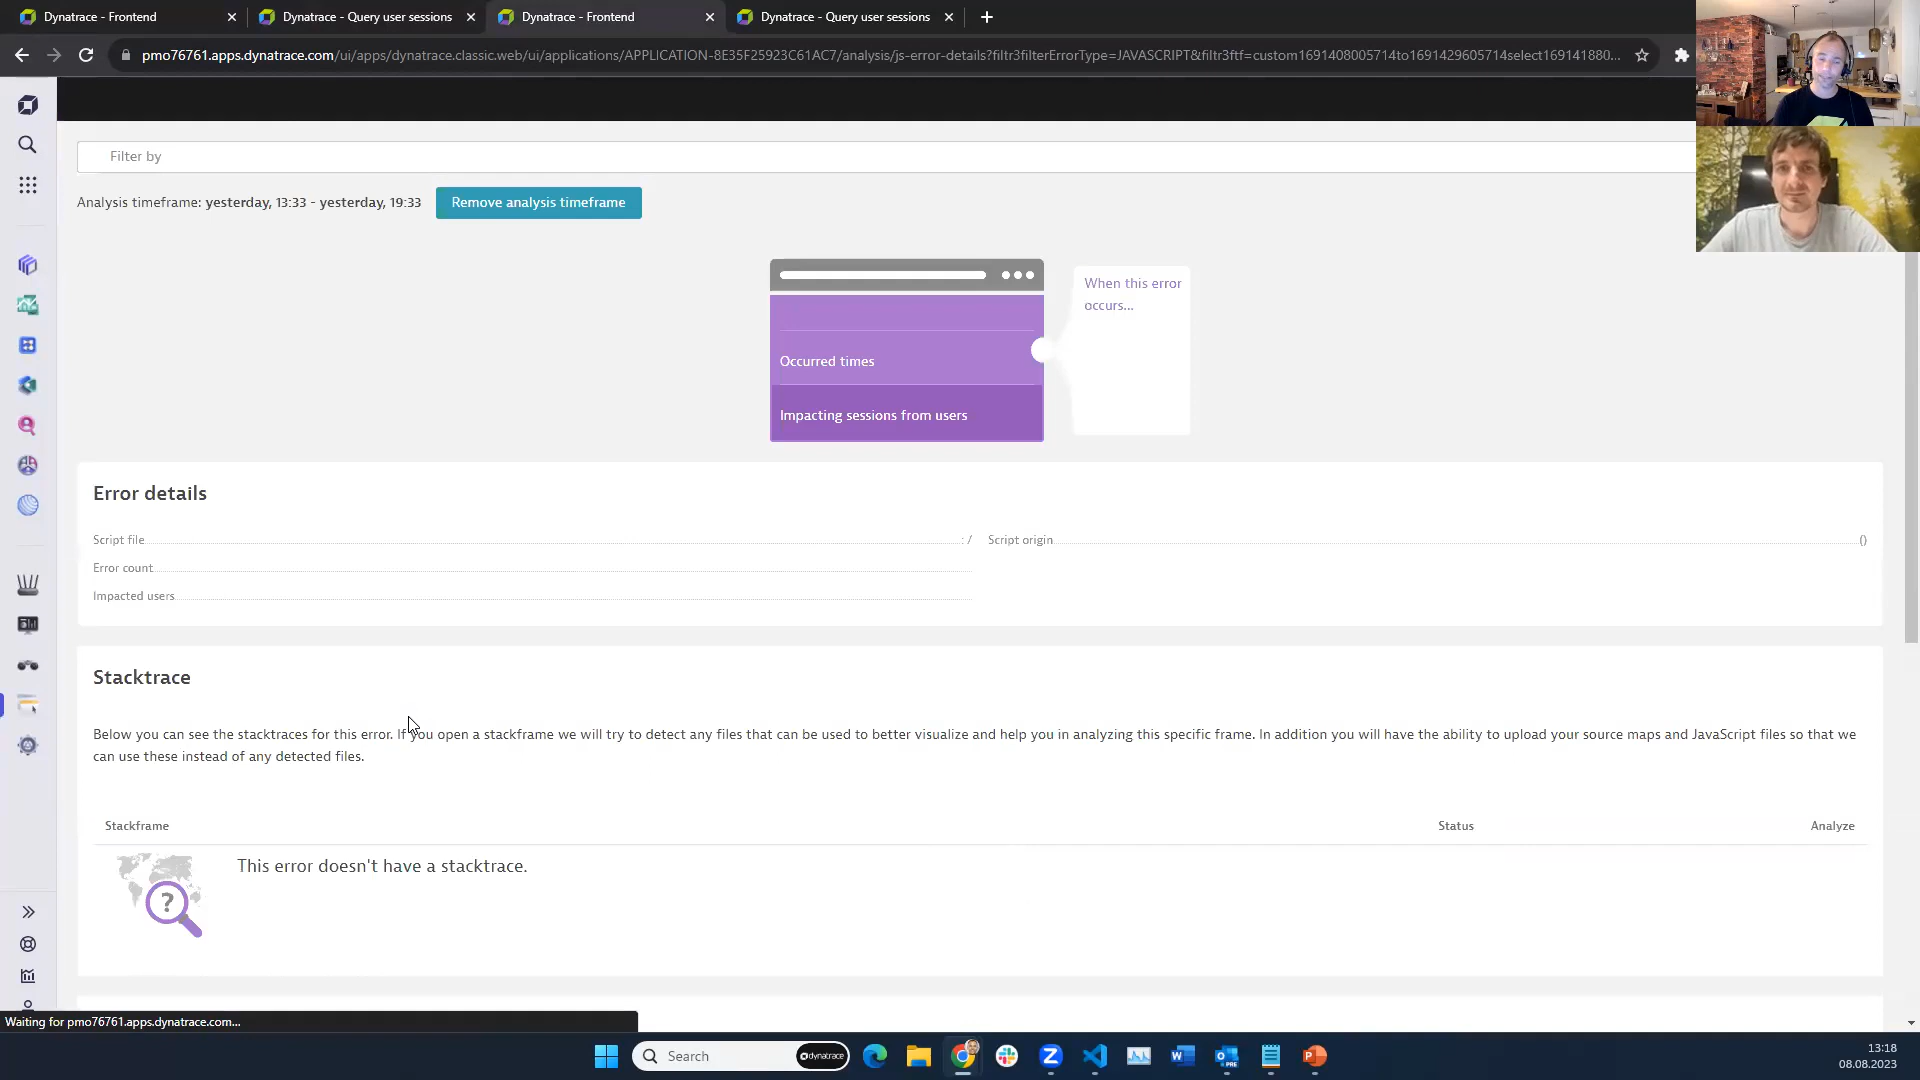 Dynatrace - Frontend
Dynatrace - Query user sessions
Dynatrace - Frontend
Dynatrace - Query user sessions
pmo76761.apps.dynatrace.com/ui/apps/dynatrace.classic.web/ui/applications/APPLICATION-8E35F25923C61AC7/analysis/js-error-details?filtr3filterErrorType=JAVASCRIPT&filtr3ftf=custom1691408005714to1691429605714select169141880...
Filter by
Analysis timeframe: yesterday, 13:33 - yesterday, 19:33
Remove analysis timeframe
When this error
occurs...
Occurred times
Impacting sessions from users
Error details
Script file : /
Script origin ()
Error count
Impacted users
Stacktrace
Below you can see the stacktraces for this error. If you open a stackframe we will try to detect any files that can be used to better visualize and help you in analyzing this specific frame. In addition you will have the ability to upload your source maps and JavaScript files so that we
can use these instead of any detected files.
Stackframe Status Analyze
This error doesn't have a stacktrace.
Waiting for pmo76761.apps.dynatrace.com...
Search
dynatrace
13:18
08.08.2023